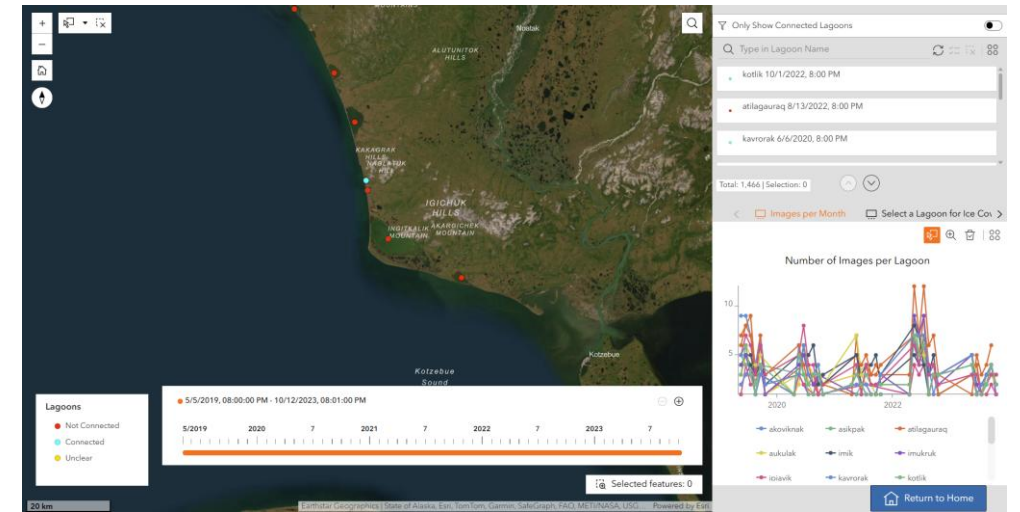 MOUNTAINS
Noatak
ALUTUNITOK
HILLS
KAKAGRAK
HILLS
IGICHUK
HILLS
INGITKALIK
MOUNTAIN
AKARGICHEK
MOUNTAIN
Kotzebue
Kotzebue
Sound
Lagoons
Not Connected
Connected
Unclear
5/5/2019, 08:00:00 PM - 10/12/2023, 08:01:00 PM
5/2019 2020 7 2021 7 2022 7 2023 7
Selected features: 0
20 km
Earthstar Geographics | State of Alaska, Esri, TomTom, Garmin, SafeGraph, FAO, METI/NASA, USG... Powered by Esri
Only Show Connected Lagoons
Type in Lagoon Name
kotlik 10/1/2022, 8:00 PM
atilagauraq 8/13/2022, 8:00 PM
kavrorak 6/6/2020, 8:00 PM
Total: 1,466 | Selection: 0
Images per Month Select a Lagoon for Ice Cov
Number of Images per Lagoon
10
5
2020 2022
akoviknak asikpak atilagauraq
aukulak imik imukruk
ipiavik kavrorak kotlik
Return to Home